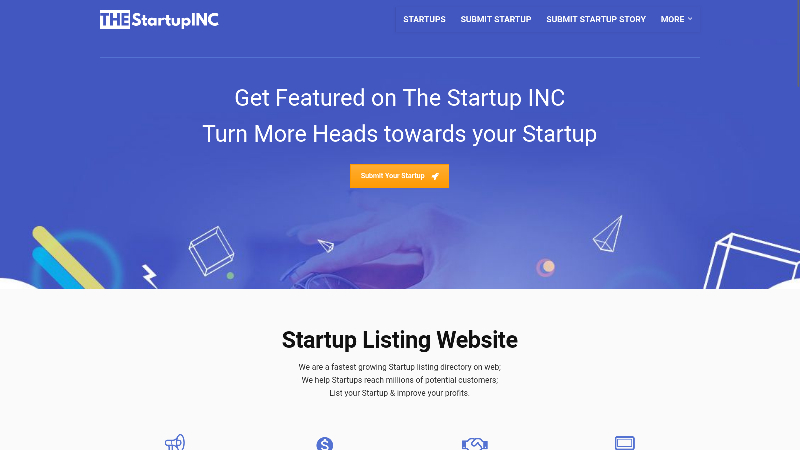 THEStartupINC
STARTUPS
SUBMIT STARTUP
SUBMIT STARTUP STORY
MORE
Get Featured on The Startup INC
Turn More Heads towards your Startup
Submit Your Startup
Startup Listing Website
We are a fastest growing Startup listing directory on web;
We help Startups reach millions of potential customers;
List your Startup & improve your profits.